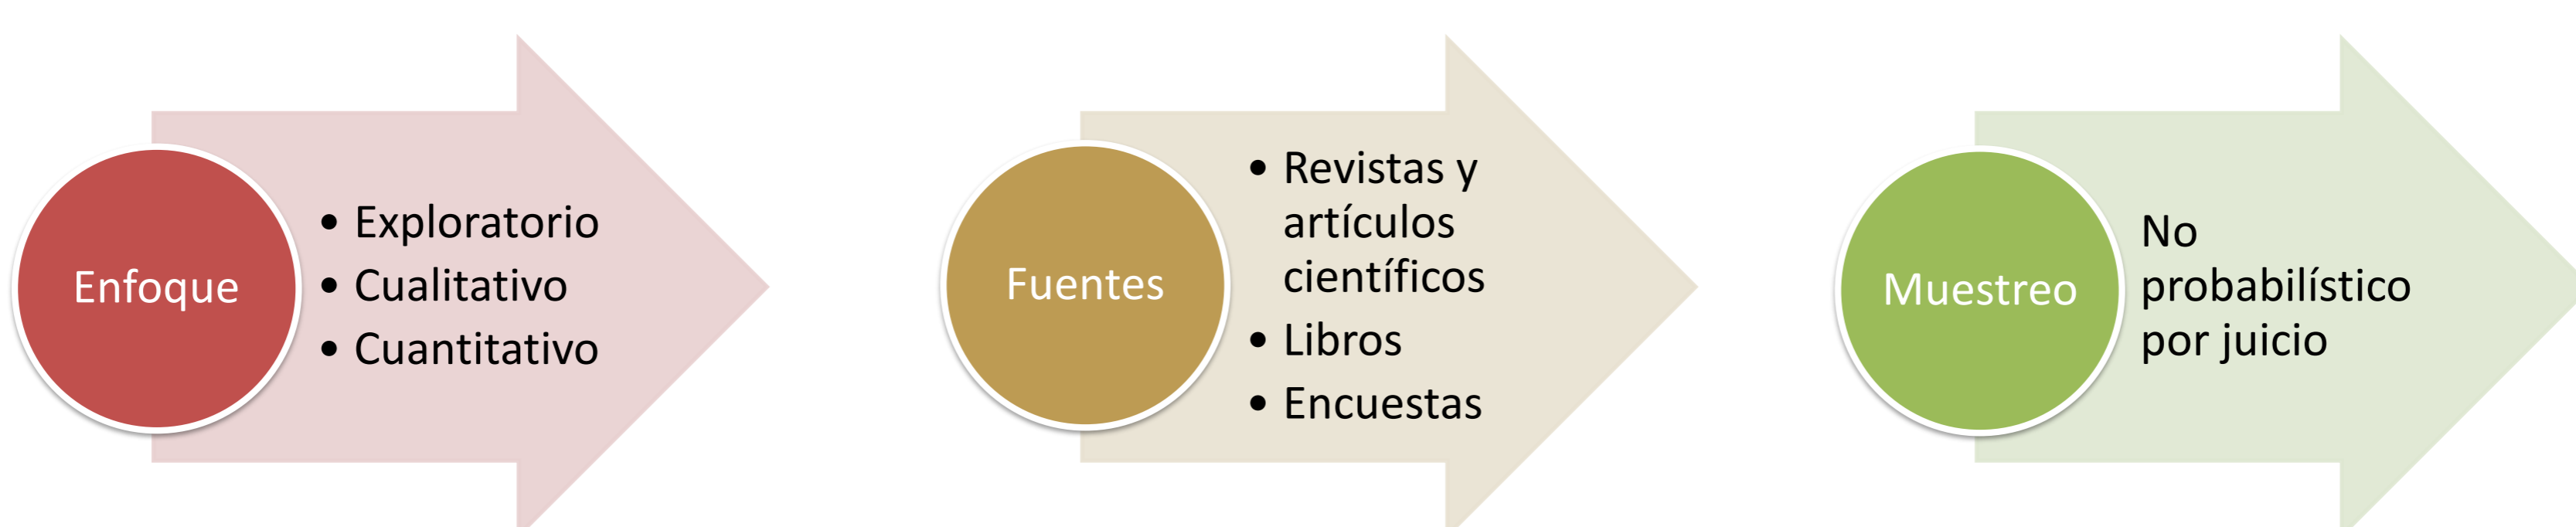 Enfoque
• Exploratorio
• Cualitativo
• Cuantitativo
Fuentes
• Revistas y
artículos
científicos
• Libros
• Encuestas
Muestreo
No
probabilístico
por juicio